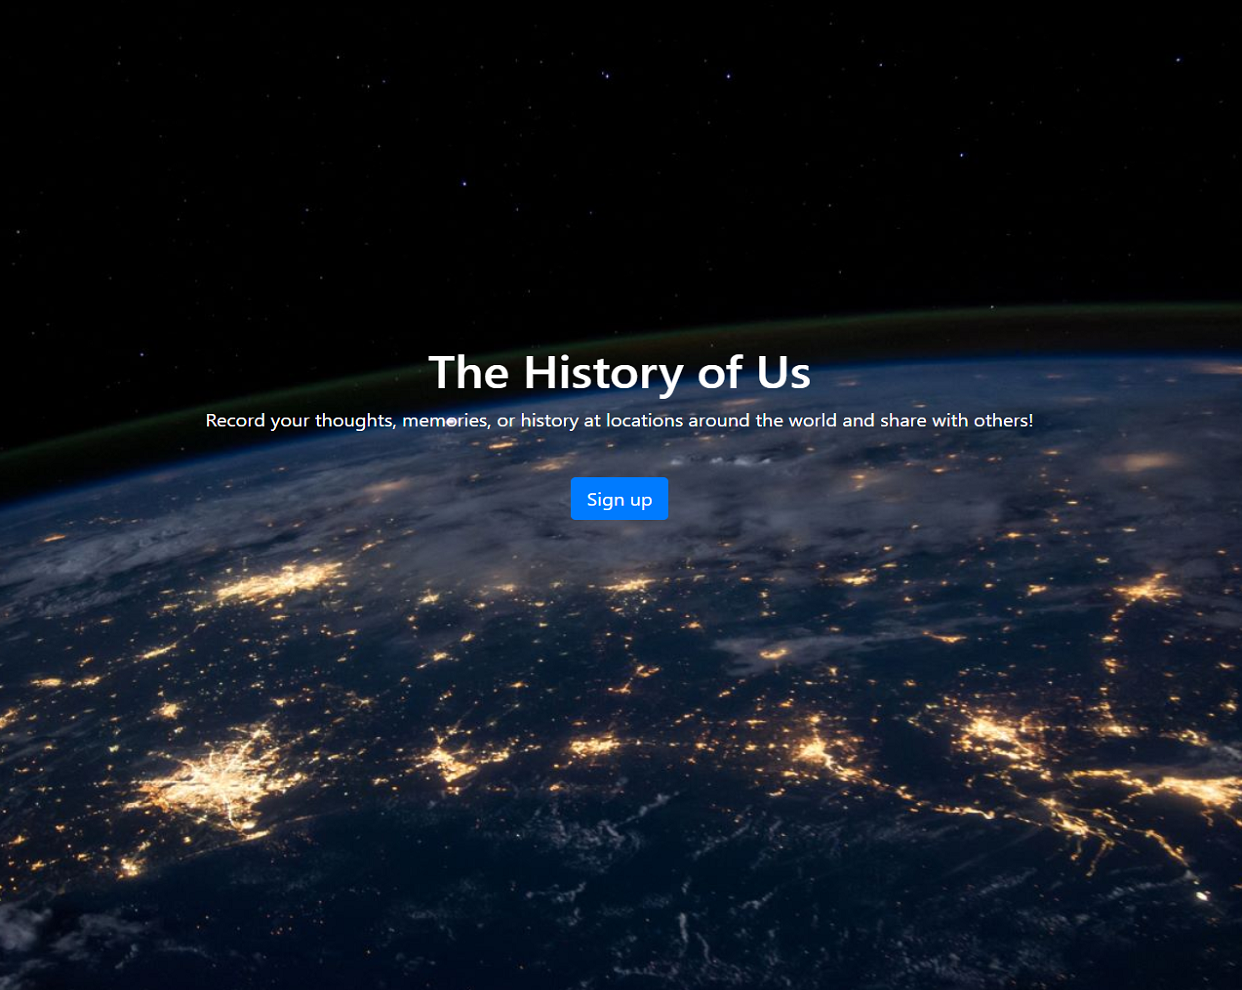 The History of Us
Record your thoughts, memories, or history at locations around the world and share with others!
Sign up